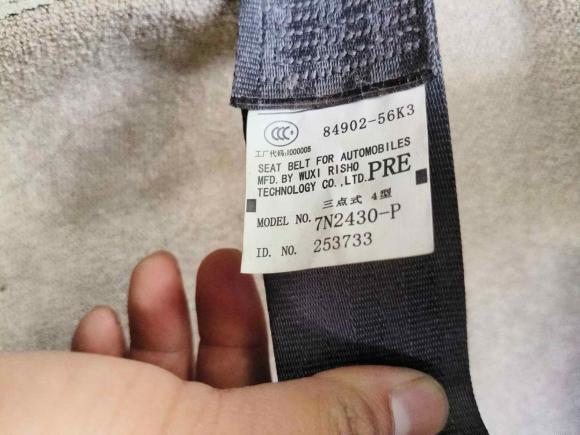 CCC 84902-56K3
工厂代码:I000005
SEAT BELT FOR AUTOMOBILES
MFD.BY WUXI RISHO PRE
TECHNOLOGY CO.,LTD.
三点式 4型
MODEL NO. 7N2430-P
ID. NO. 253733